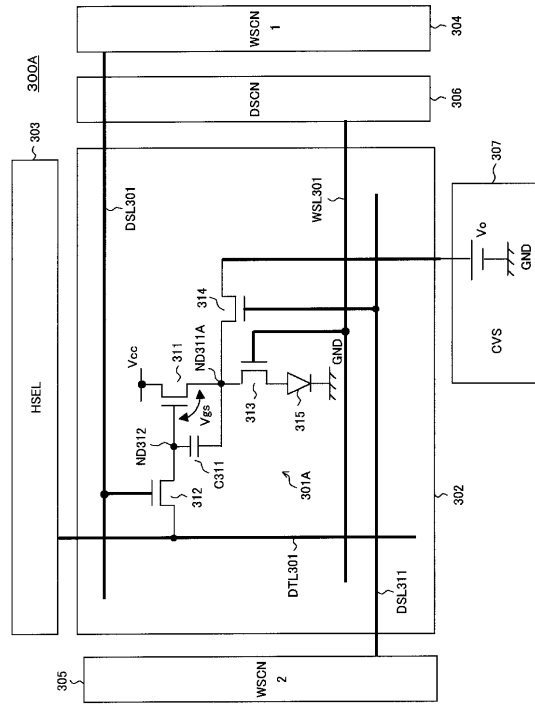 300A
303
HSEL
WSCN
1
304
DSCN
306
DSL301
WSL301
Vcc
311
ND311A
314
ND312
Vgs
C311
312
313
315
GND
301A
302
DTL301
DSL311
305
WSCN
2
307
Vo
GND
CVS